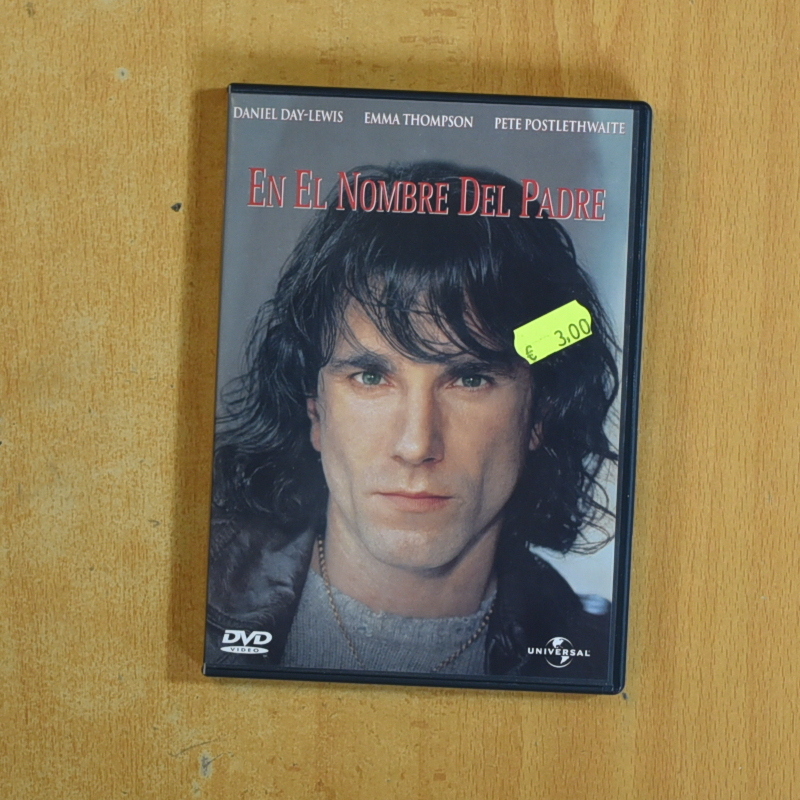 DANIEL DAY-LEWIS EMMA THOMPSON PETE POSTLETHWAITE
EN EL NOMBRE DEL PADRE
€ 3,00
DVD
VIDEO
UNIVERSAL